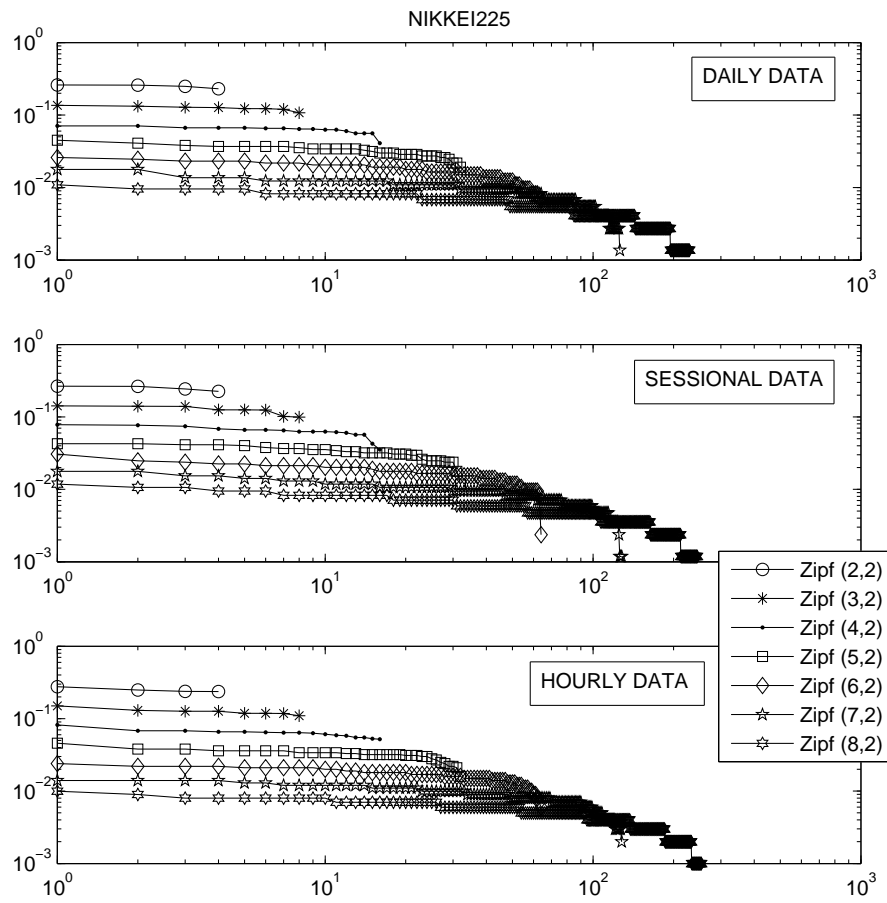 NIKKEI225
10^0
10^−1
10^−2
10^−3
DAILY DATA
10^0 10^1 10^2 10^3
10^0
10^−1
10^−2
10^−3
SESSIONAL DATA
10^0 10^1 10^2
10^0
10^−1
10^−2
10^−3
HOURLY DATA
10^0 10^1 10^2 10^3
Zipf (2,2)
Zipf (3,2)
Zipf (4,2)
Zipf (5,2)
Zipf (6,2)
Zipf (7,2)
Zipf (8,2)